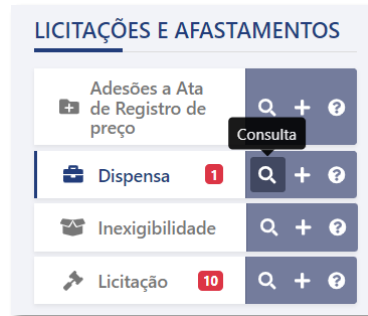 LICITAÇÕES E AFASTAMENTOS
Adesões a Ata
de Registro de
preço
Consulta
Dispensa 1
Inexigibilidade
Licitação 10